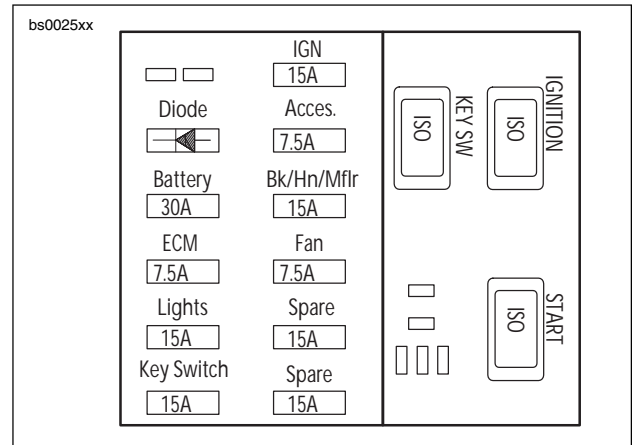 bs0025xx
IGN
15A
Diode
Acces.
7.5A
Battery
30A
Bk/Hn/Mflr
15A
ECM
7.5A
Fan
7.5A
Lights
15A
Spare
15A
Key Switch
15A
Spare
15A
ISO
KEY SW
ISO
IGNITION
ISO
START